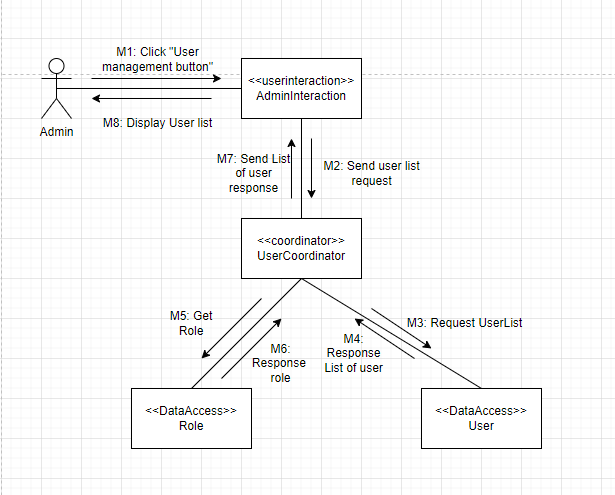 M1: Click "User
management button"
<<userinteraction>>
AdminInteraction
M8: Display User list
Admin
M7: Send List
of user
response
M2: Send user list
request
<<coordinator>>
UserCoordinator
M5: Get
Role
M3: Request UserList
M4:
Response
List of user
M6:
Response
role
<<DataAccess>>
Role
<<DataAccess>>
User